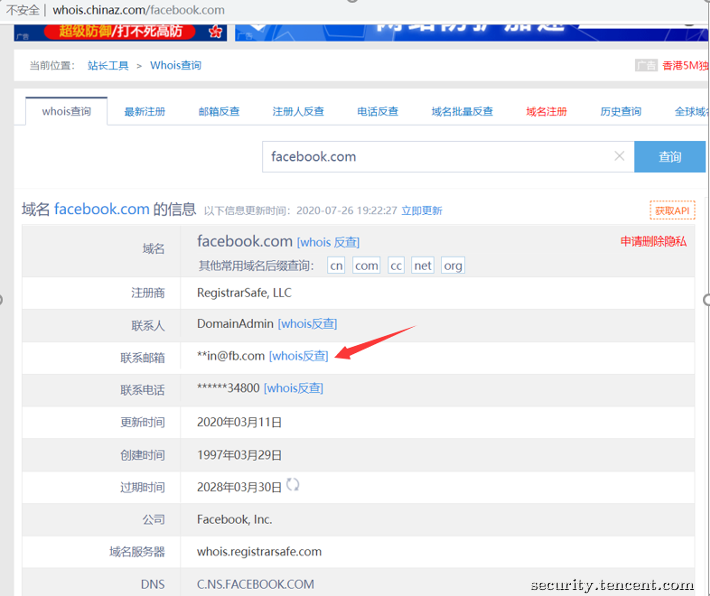 不安全 | whois.chinaz.com/facebook.com
广告 超级防御/打不死高防
广告
当前位置： 站长工具 > Whois查询
广告 香港5M独
whois查询 最新注册 邮箱反查 注册人反查 电话反查 域名批量反查 域名注册 历史查询 全球域名
facebook.com × 查询
域名 facebook.com 的信息 以下信息更新时间：2020-07-26 19:22:27 立即更新 获取API
域名 facebook.com [whois 反查] 申请删除隐私
其他常用域名后缀查询： cn com cc net org
注册商 RegistrarSafe, LLC
联系人 DomainAdmin [whois反查]
联系邮箱 **in@fb.com [whois反查]
联系电话 ******34800 [whois反查]
更新时间 2020年03月11日
创建时间 1997年03月29日
过期时间 2028年03月30日
公司 Facebook, Inc.
域名服务器 whois.registrarsafe.com
DNS C.NS.FACEBOOK.COM
security.tencent.com